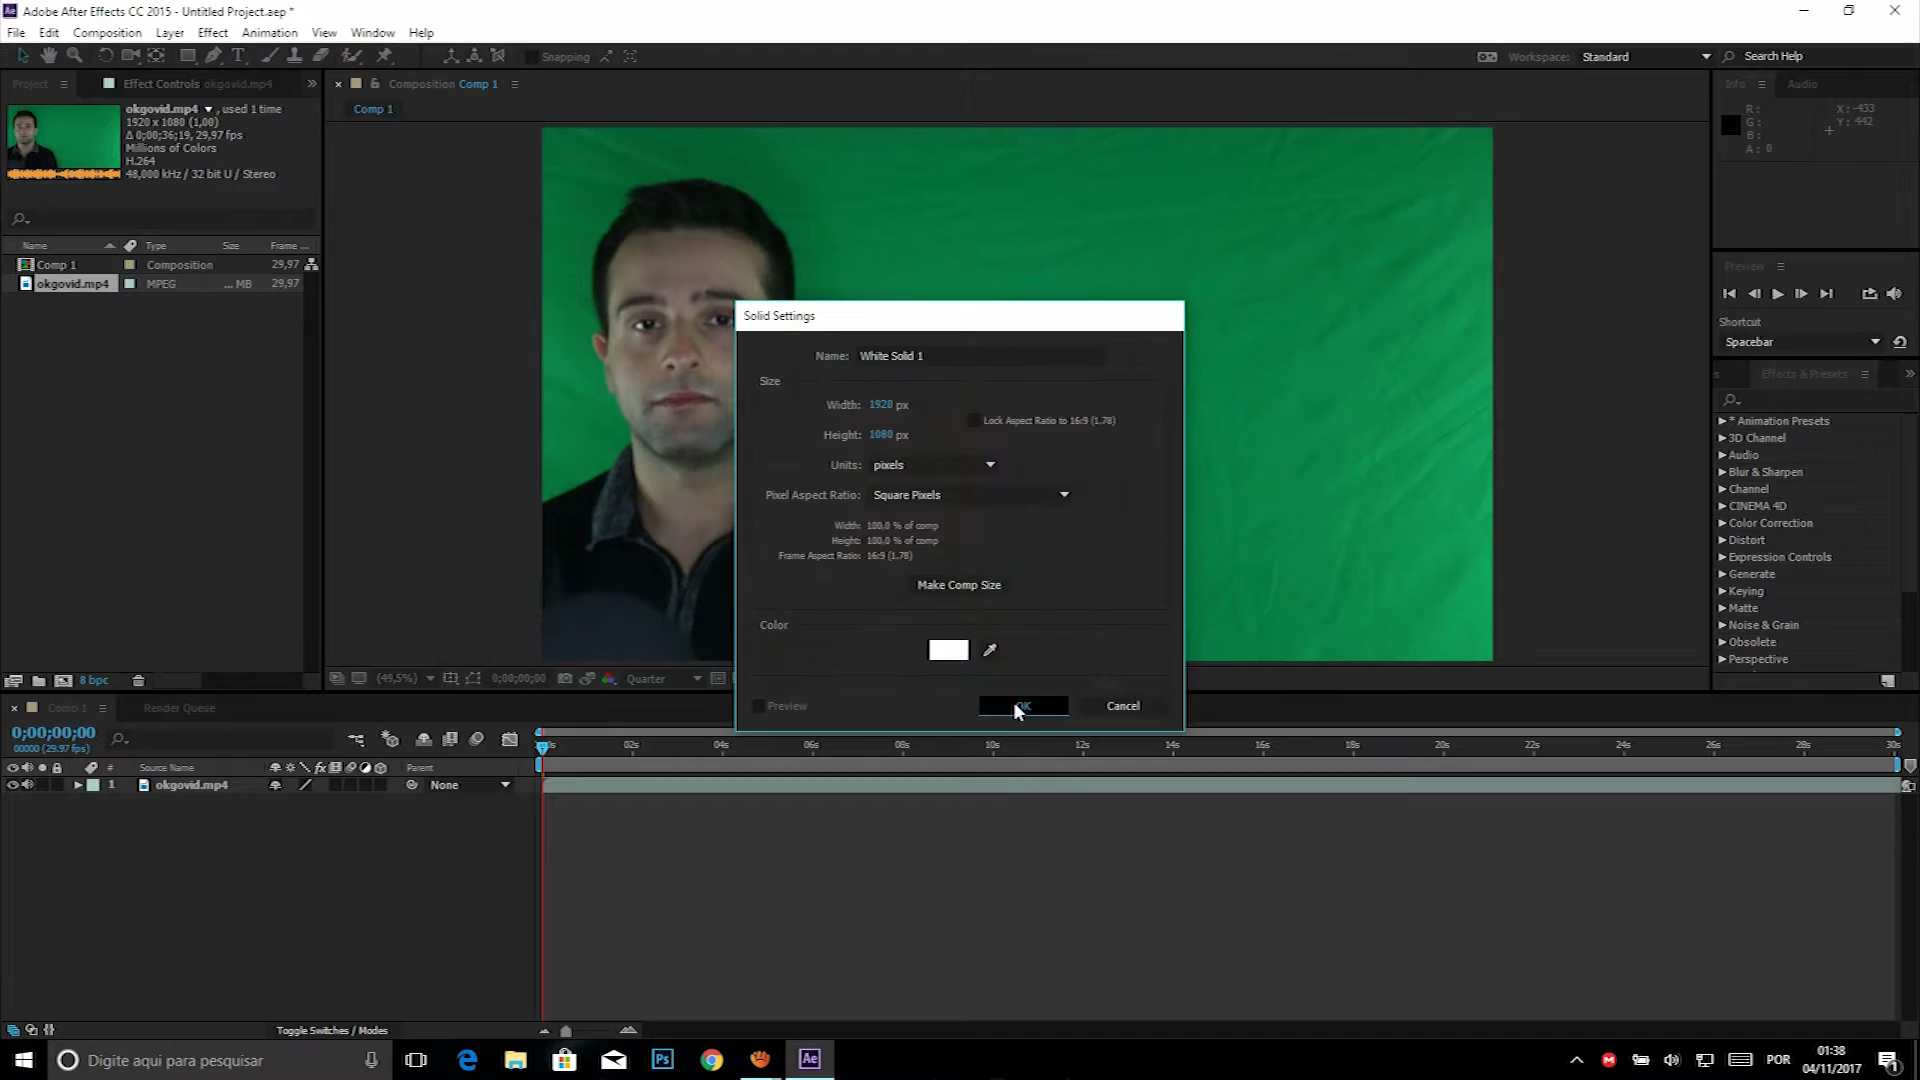 Adobe After Effects CC 2015 - Untitled Project.aep *
File Edit Composition Layer Effect Animation View Window Help
Snapping
Workspace: Standard
Search Help
Project
Effect Controls okgovid.mp4
Composition Comp 1
Info
Audio
okgovid.mp4 , used 1 time
1920 x 1080 (1,00)
Δ 0;00;36;19, 29,97 fps
Millions of Colors
H.264
48,000 kHz / 32 bit U / Stereo
Comp 1
R:
G:
B:
A: 0
X: -433
Y: 442
Name Type Size Frame ...
Comp 1 Composition 29,97
okgovid.mp4 MPEG ... MB 29,97
Preview
Shortcut
Spacebar
Solid Settings
Name: White Solid 1
Size
Width: 1920 px
Lock Aspect Ratio to 16:9 (1,78)
Height: 1080 px
Units: pixels
Pixel Aspect Ratio: Square Pixels
Width: 100,0 % of comp
Height: 100,0 % of comp
Frame Aspect Ratio: 16:9 (1,78)
Make Comp Size
Color
Preview
OK
Cancel
s
Effects & Presets
* Animation Presets
3D Channel
Audio
Blur & Sharpen
Channel
CINEMA 4D
Color Correction
Distort
Expression Controls
Generate
Keying
Matte
Noise & Grain
Obsolete
Perspective
8 bpc
(49,5%)
0;00;00;00
Quarter
Comp 1
Render Queue
0;00;00;00
00000 (29.97 fps)
0s 02s 04s 06s 08s 10s 12s 14s 16s 18s 20s 22s 24s 26s 28s 30s
# Source Name fx Parent
1 okgovid.mp4 None
Toggle Switches / Modes
Digite aqui para pesquisar
Ps
Ae
POR
01:38
04/11/2017
1